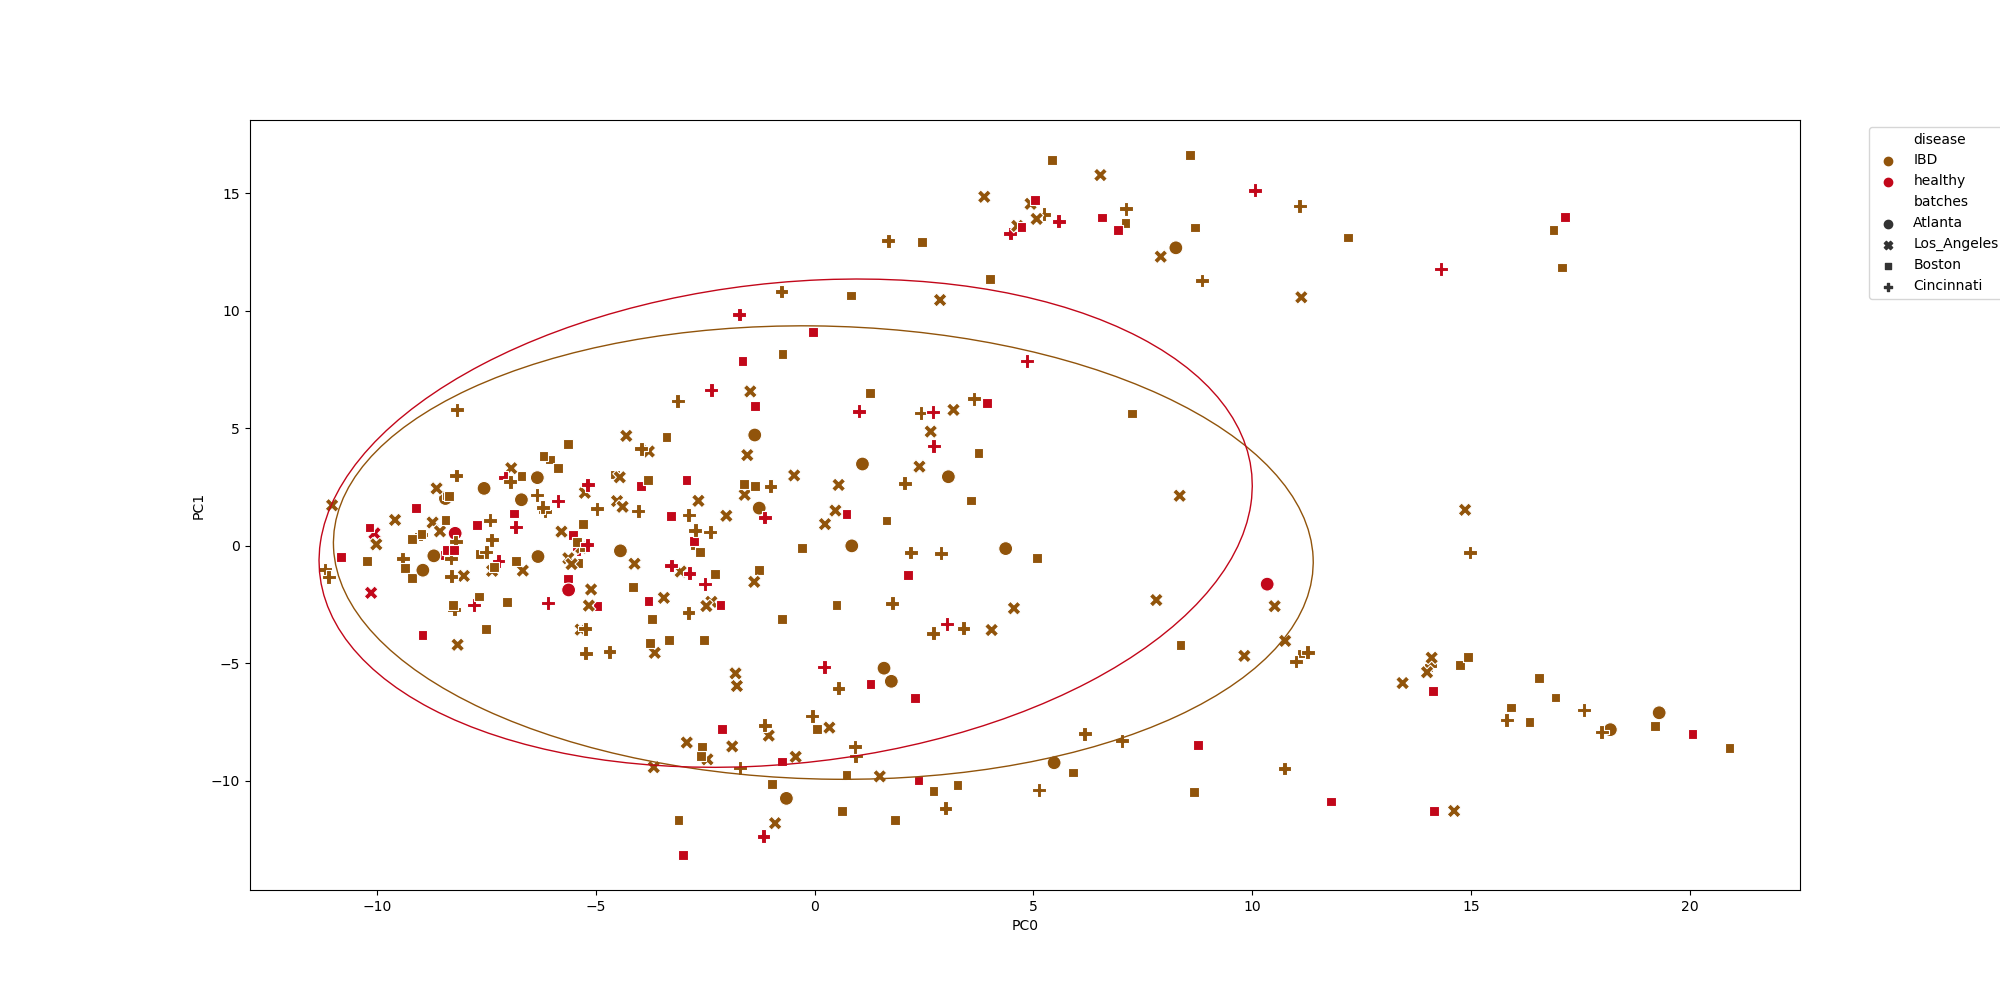 disease
IBD
healthy
batches
Atlanta
Los_Angeles
Boston
Cincinnati
15
10
5
0
−5
−10
PC1
−10
−5
0
5
10
15
20
PC0